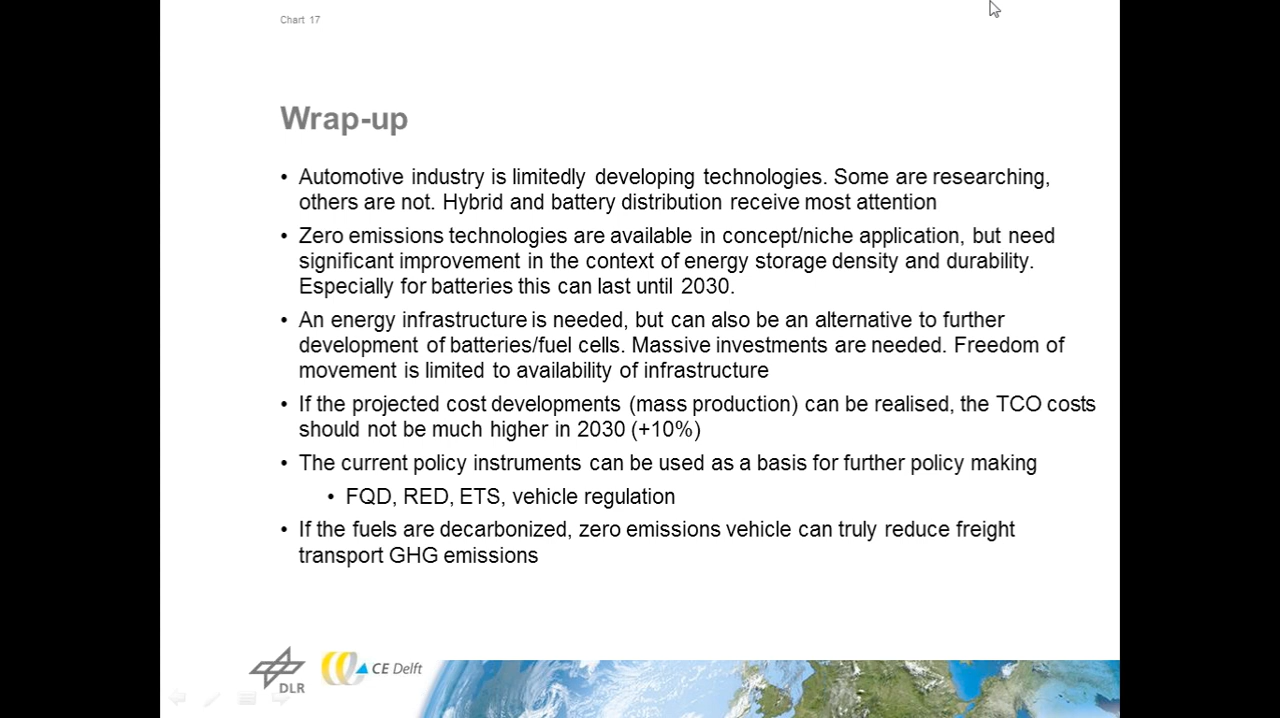 Chart 17
Wrap-up
• Automotive industry is limitedly developing technologies. Some are researching,
others are not. Hybrid and battery distribution receive most attention
• Zero emissions technologies are available in concept/niche application, but need
significant improvement in the context of energy storage density and durability.
Especially for batteries this can last until 2030.
• An energy infrastructure is needed, but can also be an alternative to further
development of batteries/fuel cells. Massive investments are needed. Freedom of
movement is limited to availability of infrastructure
• If the projected cost developments (mass production) can be realised, the TCO costs
should not be much higher in 2030 (+10%)
• The current policy instruments can be used as a basis for further policy making
• FQD, RED, ETS, vehicle regulation
• If the fuels are decarbonized, zero emissions vehicle can truly reduce freight
transport GHG emissions
DLR
CE Delft